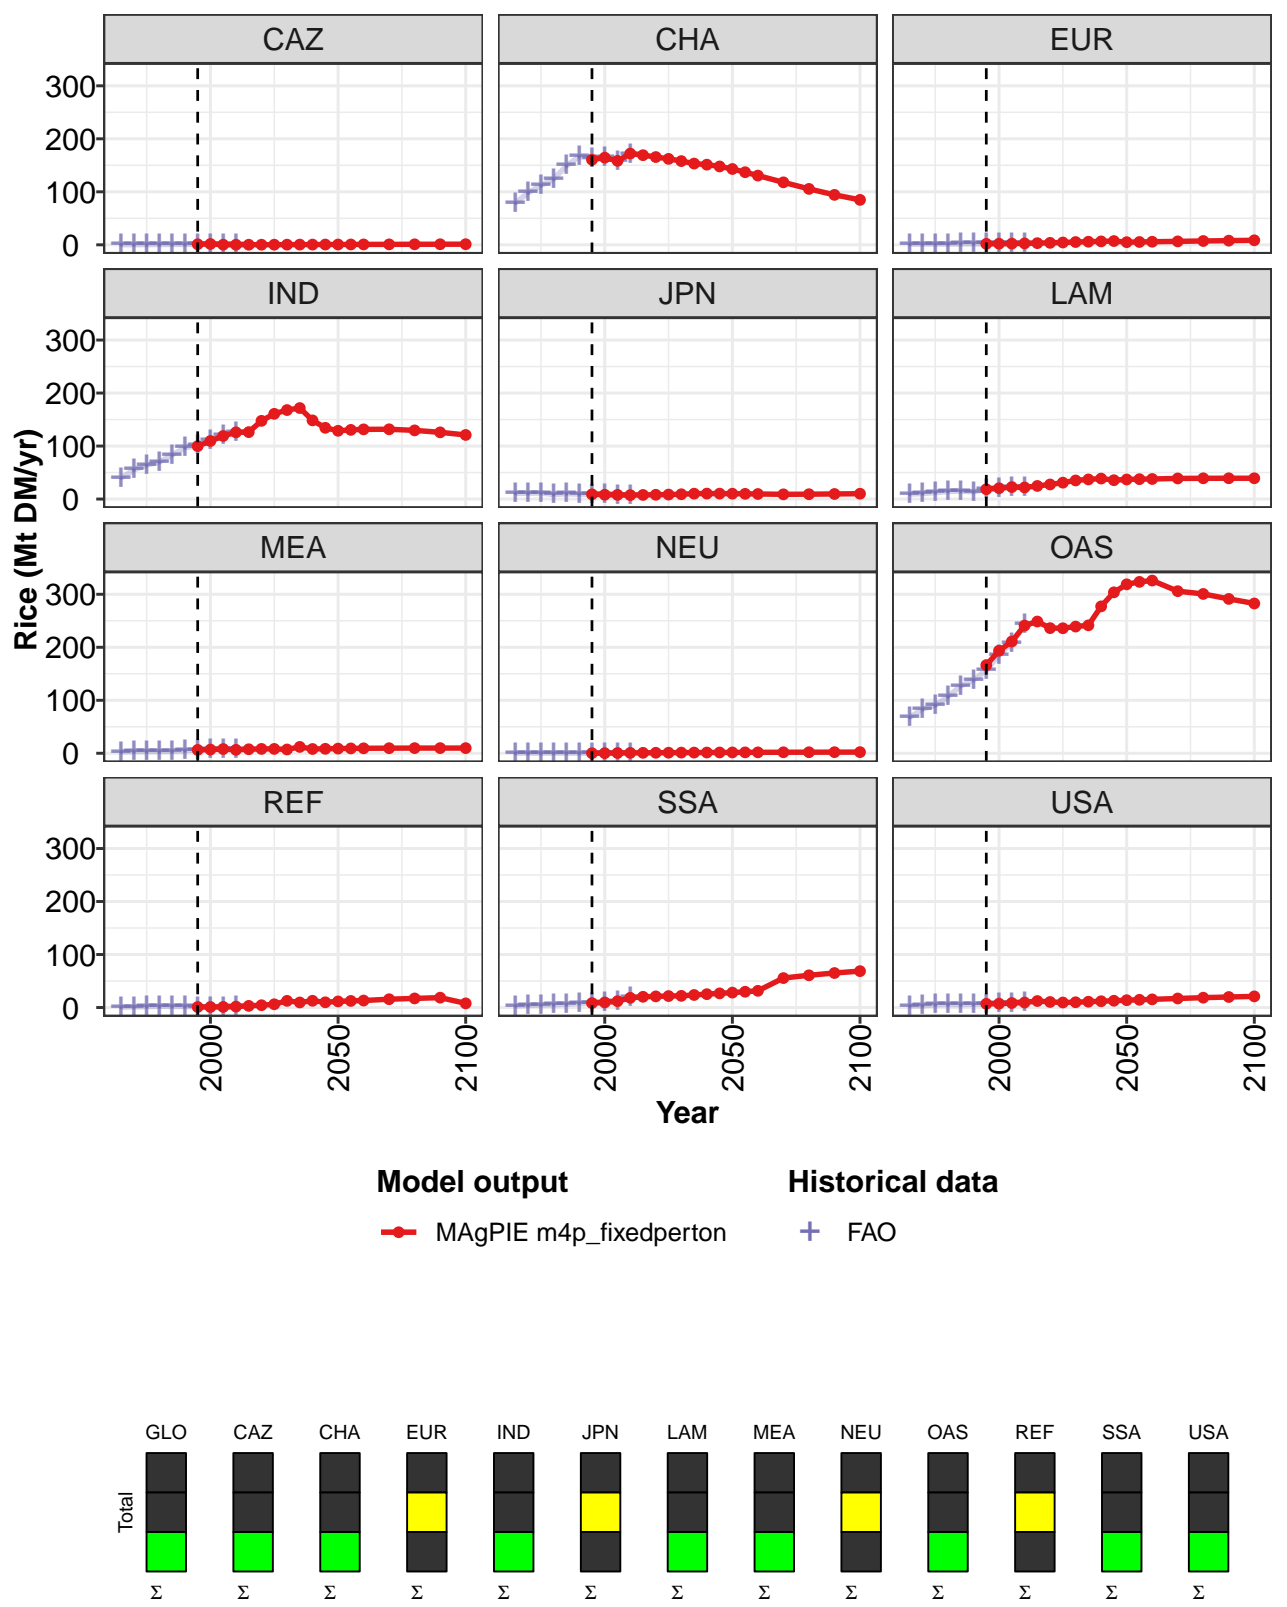 CAZ CHA EUR
300
200
100
0
IND JPN LAM
300
200
100
0
MEA NEU OAS
300
200
100
0
REF SSA USA
300
200
100
0
Rice (Mt DM/yr)
2000 2050 2100 2000 2050 2100 2000 2050 2100
Year
Model output Historical data
MAgPIE m4p_fixedperton FAO
GLO CAZ CHA EUR IND JPN LAM MEA NEU OAS REF SSA USA
Total
Σ Σ Σ Σ Σ Σ Σ Σ Σ Σ Σ Σ Σ